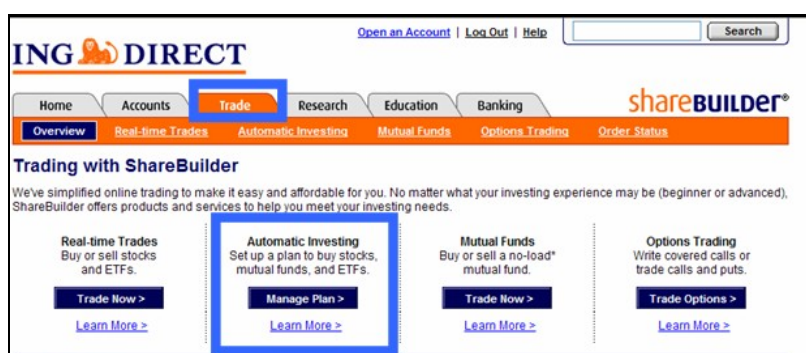 Open an Account | Log Out | Help
Search
ING DIRECT
Home Accounts Trade Research Education Banking
shareBUILDer®
Overview Real-time Trades Automatic Investing Mutual Funds Options Trading Order Status
Trading with ShareBuilder
We've simplified online trading to make it easy and affordable for you. No matter what your investing experience may be (beginner or advanced),
ShareBuilder offers products and services to help you meet your investing needs.
Real-time Trades
Buy or sell stocks
and ETFs.
Trade Now >
Learn More >
Automatic Investing
Set up a plan to buy stocks,
mutual funds, and ETFs.
Manage Plan >
Learn More >
Mutual Funds
Buy or sell a no-load*
mutual fund.
Trade Now >
Learn More >
Options Trading
Write covered calls or
trade calls and puts.
Trade Options >
Learn More >